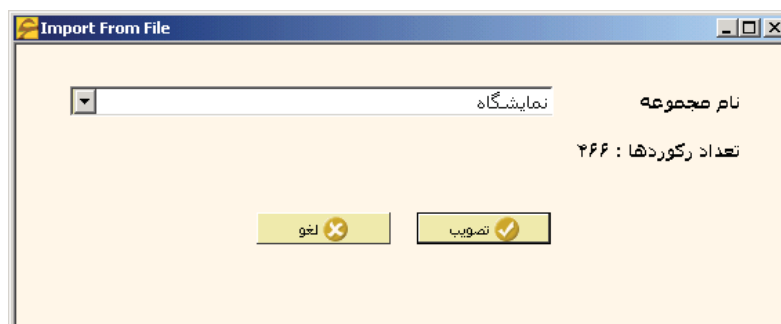 Import From File
نام مجموعه
نمایشگاه
تعداد رکوردها : ۴۶۶
تصویب
لغو